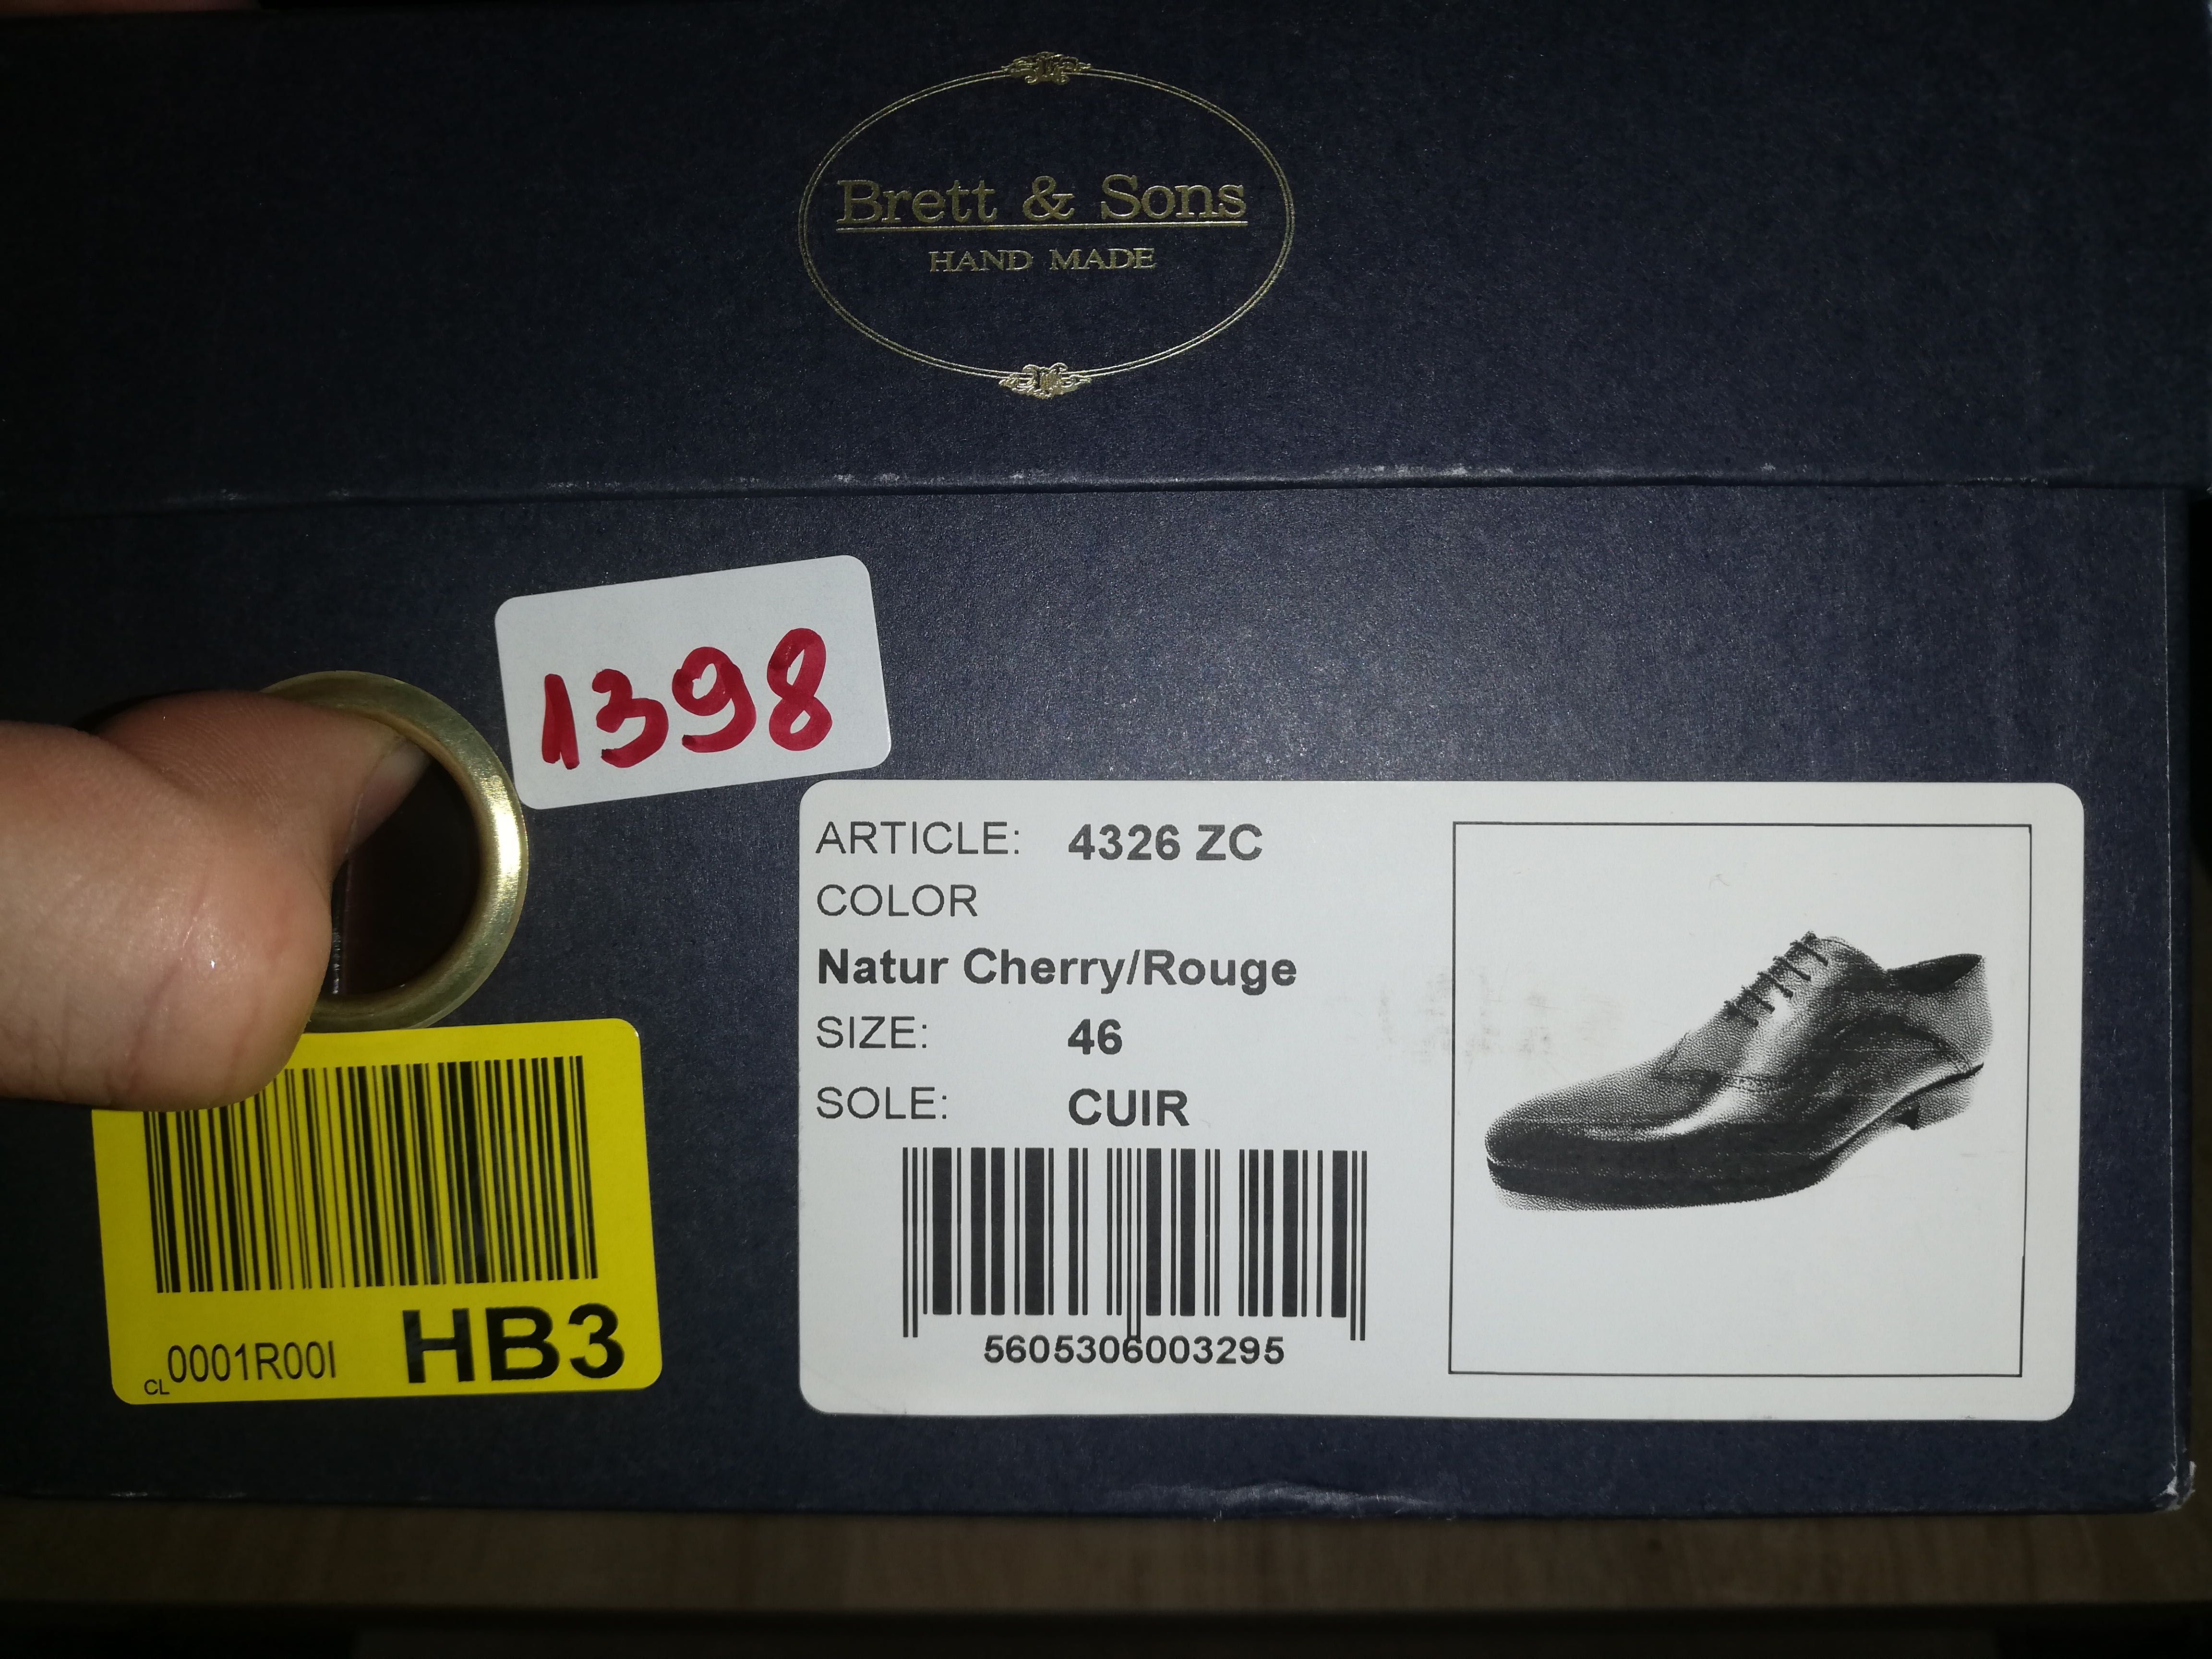 Brett & Sons
HAND MADE
1398
ARTICLE: 4326 ZC
COLOR
Natur Cherry/Rouge
SIZE: 46
SOLE: CUIR
5605306003295
CL0001R00I HB3